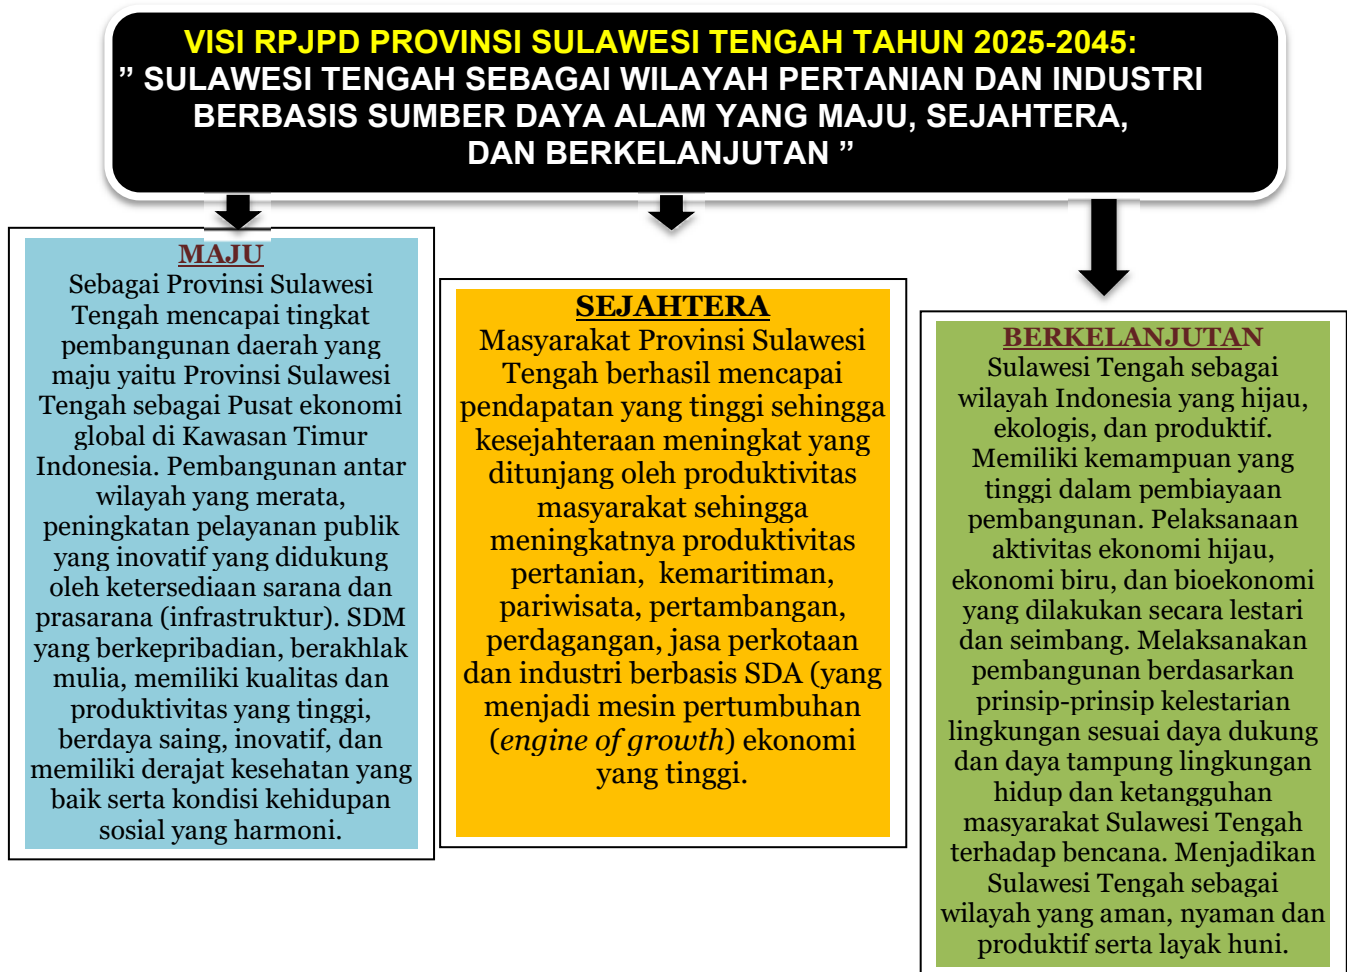 VISI RPJPD PROVINSI SULAWESI TENGAH TAHUN 2025-2045:
” SULAWESI TENGAH SEBAGAI WILAYAH PERTANIAN DAN INDUSTRI
BERBASIS SUMBER DAYA ALAM YANG MAJU, SEJAHTERA,
DAN BERKELANJUTAN ”
MAJU
Sebagai Provinsi Sulawesi
Tengah mencapai tingkat
pembangunan daerah yang
maju yaitu Provinsi Sulawesi
Tengah sebagai Pusat ekonomi
global di Kawasan Timur
Indonesia. Pembangunan antar
wilayah yang merata,
peningkatan pelayanan publik
yang inovatif yang didukung
oleh ketersediaan sarana dan
prasarana (infrastruktur). SDM
yang berkepribadian, berakhlak
mulia, memiliki kualitas dan
produktivitas yang tinggi,
berdaya saing, inovatif, dan
memiliki derajat kesehatan yang
baik serta kondisi kehidupan
sosial yang harmoni.
SEJAHTERA
Masyarakat Provinsi Sulawesi
Tengah berhasil mencapai
pendapatan yang tinggi sehingga
kesejahteraan meningkat yang
ditunjang oleh produktivitas
masyarakat sehingga
meningkatnya produktivitas
pertanian, kemaritiman,
pariwisata, pertambangan,
perdagangan, jasa perkotaan
dan industri berbasis SDA (yang
menjadi mesin pertumbuhan
(engine of growth) ekonomi
yang tinggi.
BERKELANJUTAN
Sulawesi Tengah sebagai
wilayah Indonesia yang hijau,
ekologis, dan produktif.
Memiliki kemampuan yang
tinggi dalam pembiayaan
pembangunan. Pelaksanaan
aktivitas ekonomi hijau,
ekonomi biru, dan bioekonomi
yang dilakukan secara lestari
dan seimbang. Melaksanakan
pembangunan berdasarkan
prinsip-prinsip kelestarian
lingkungan sesuai daya dukung
dan daya tampung lingkungan
hidup dan ketangguhan
masyarakat Sulawesi Tengah
terhadap bencana. Menjadikan
Sulawesi Tengah sebagai
wilayah yang aman, nyaman dan
produktif serta layak huni.